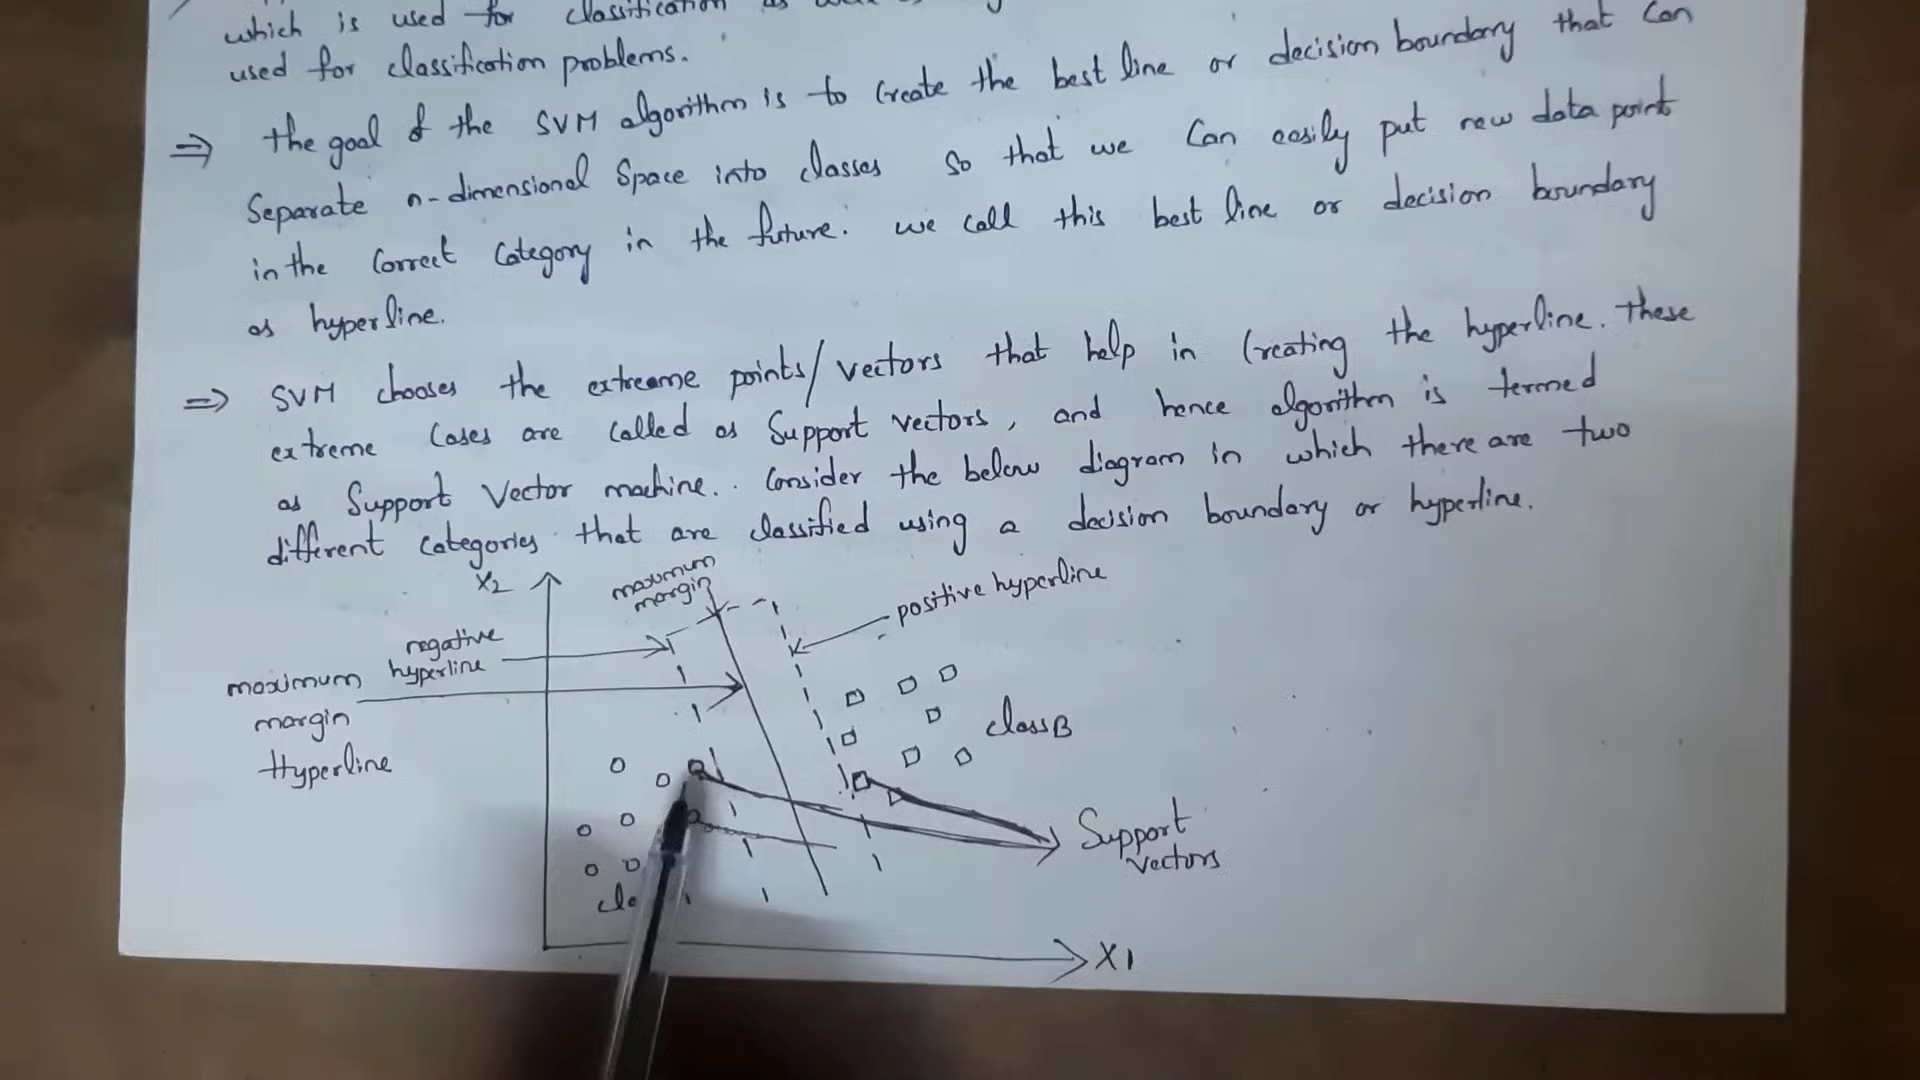 which is used for classification as
used for classification problems.
⇒ the goal of the SVM algorithm is to create the best line or decision boundary that can
Separate n-dimensional Space into classes so that we can easily put new data point
in the correct category in the future. we call this best line or decision boundary
as hyperline.
⇒ SVM chooses the extreame points/vectors that help in creating the hyperline. these
extreme cases are called as Support vectors, and hence algorithm is termed
as Support Vector machine.. Consider the below diagram in which there are two
different categories that are classified using a decision boundary or hyperline.
X2
maximum
margin
positive hyperline
negative
hyperline
maximum
margin
Hyperline
class B
Support
vectors
X1